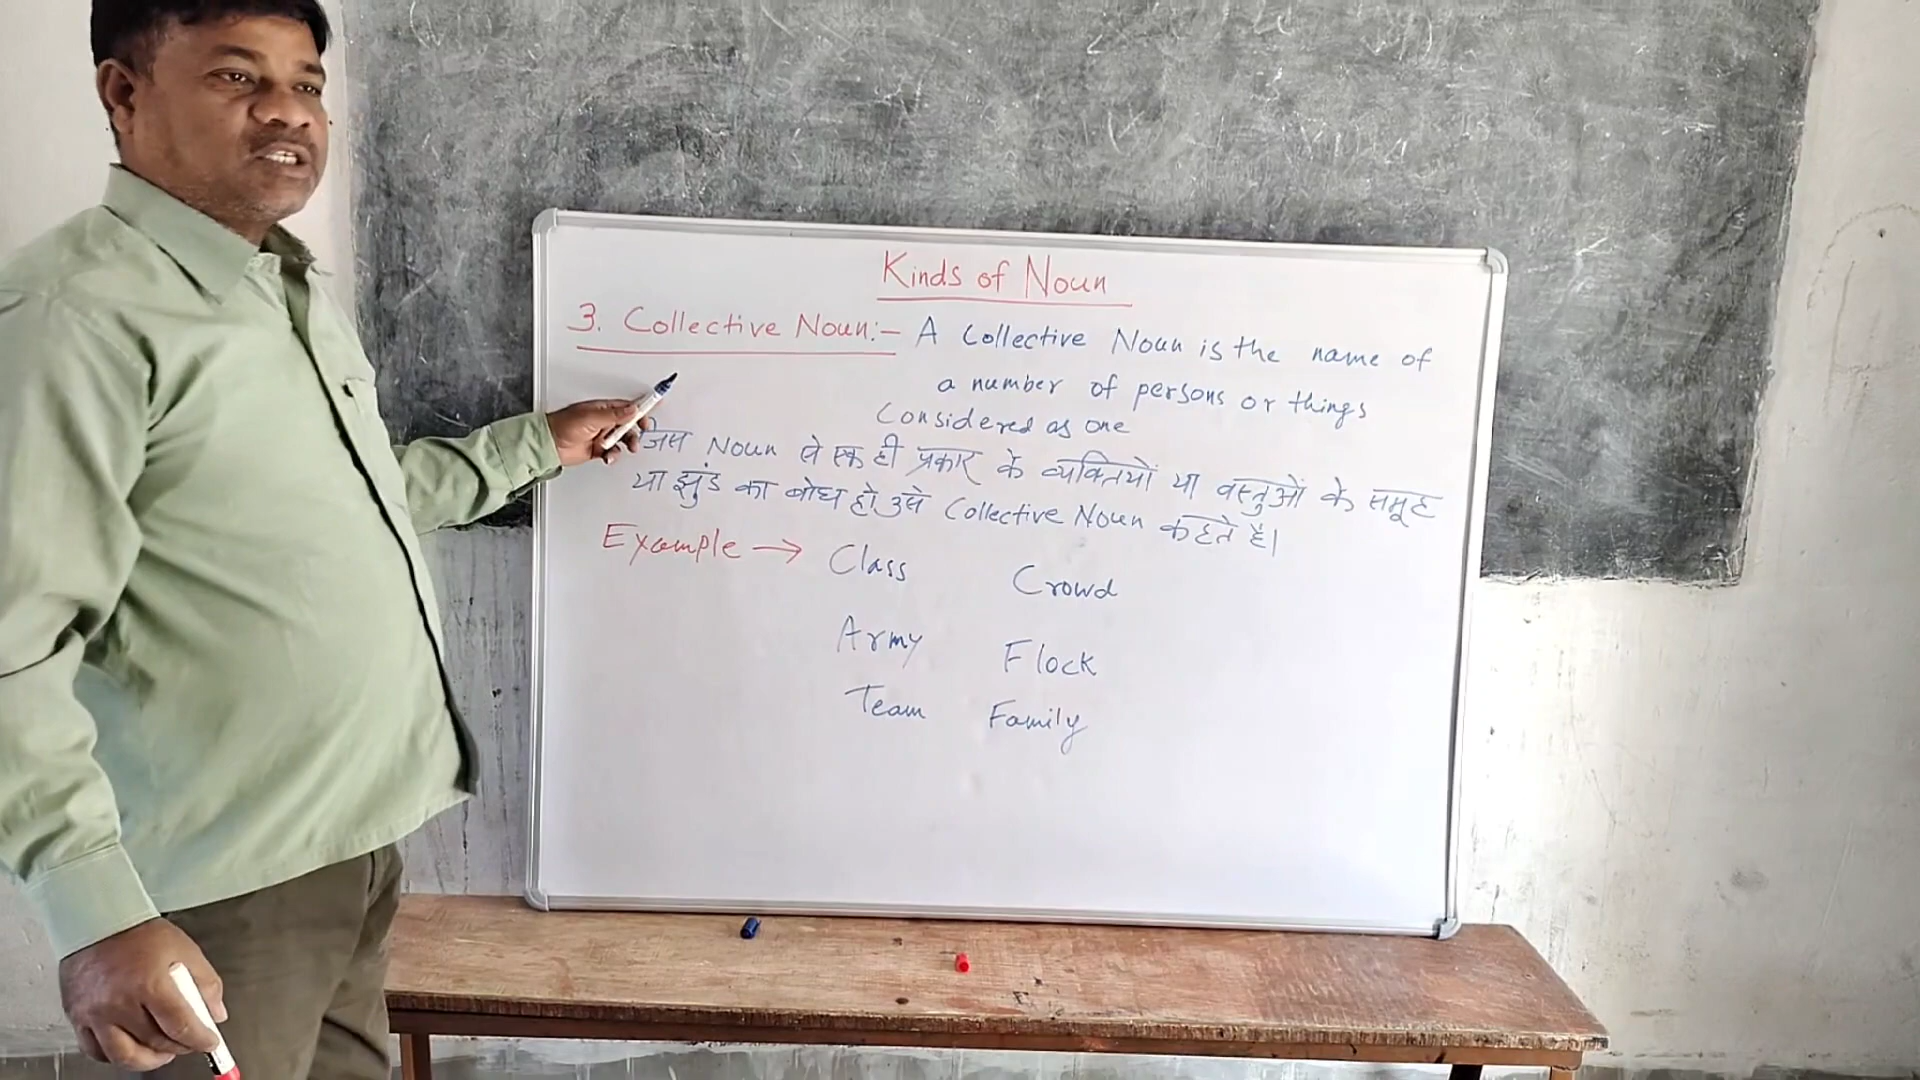 Kinds of Noun
3. Collective Noun:- A Collective Noun is the name of
a number of persons or things
Considered as one
जिस Noun से एक ही प्रकार के व्यक्तियों या वस्तुओं के समूह
या झुंड का बोध हो, उसे Collective Noun कहते हैं।
Example → Class Crowd
Army Flock
Team Family